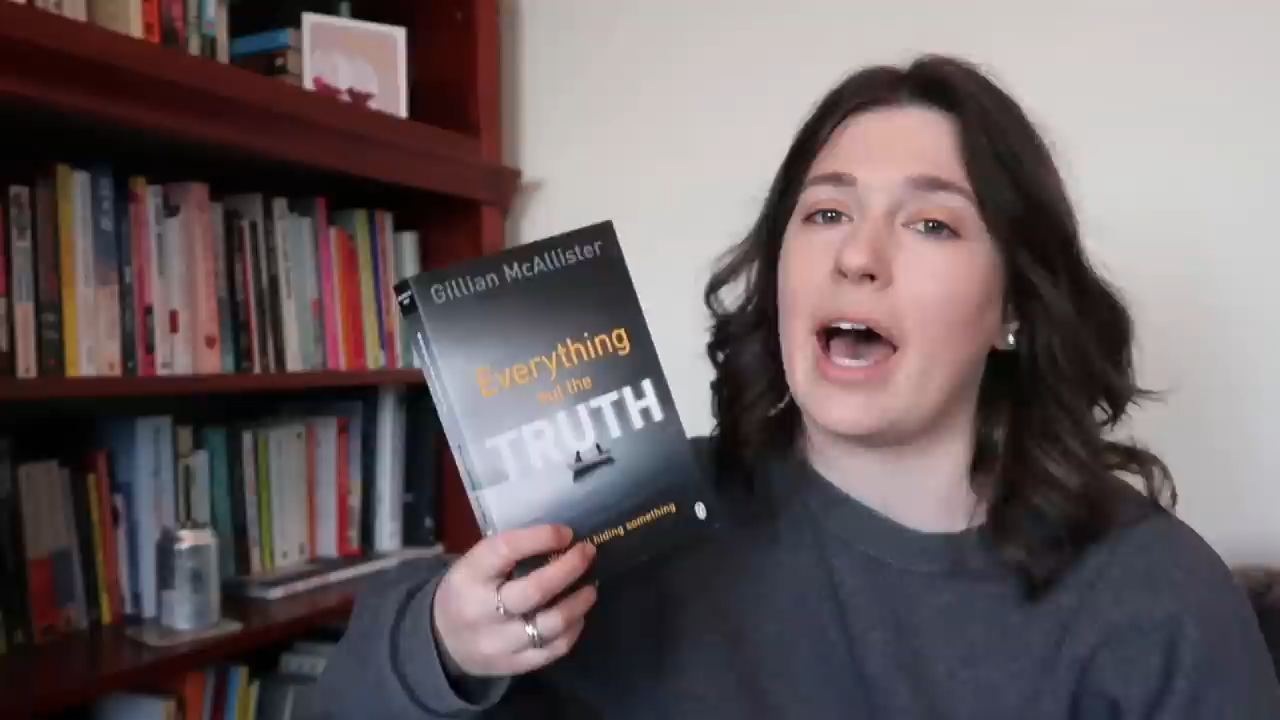 Gillian McAllister
Everything
but the
TRUTH
hiding something